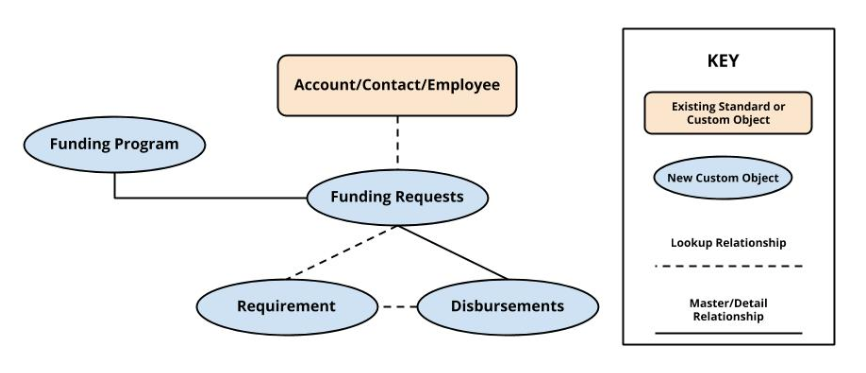 Account/Contact/Employee
Funding Program
Funding Requests
Requirement
Disbursements
KEY
Existing Standard or
Custom Object
New Custom Object
Lookup Relationship
Master/Detail
Relationship